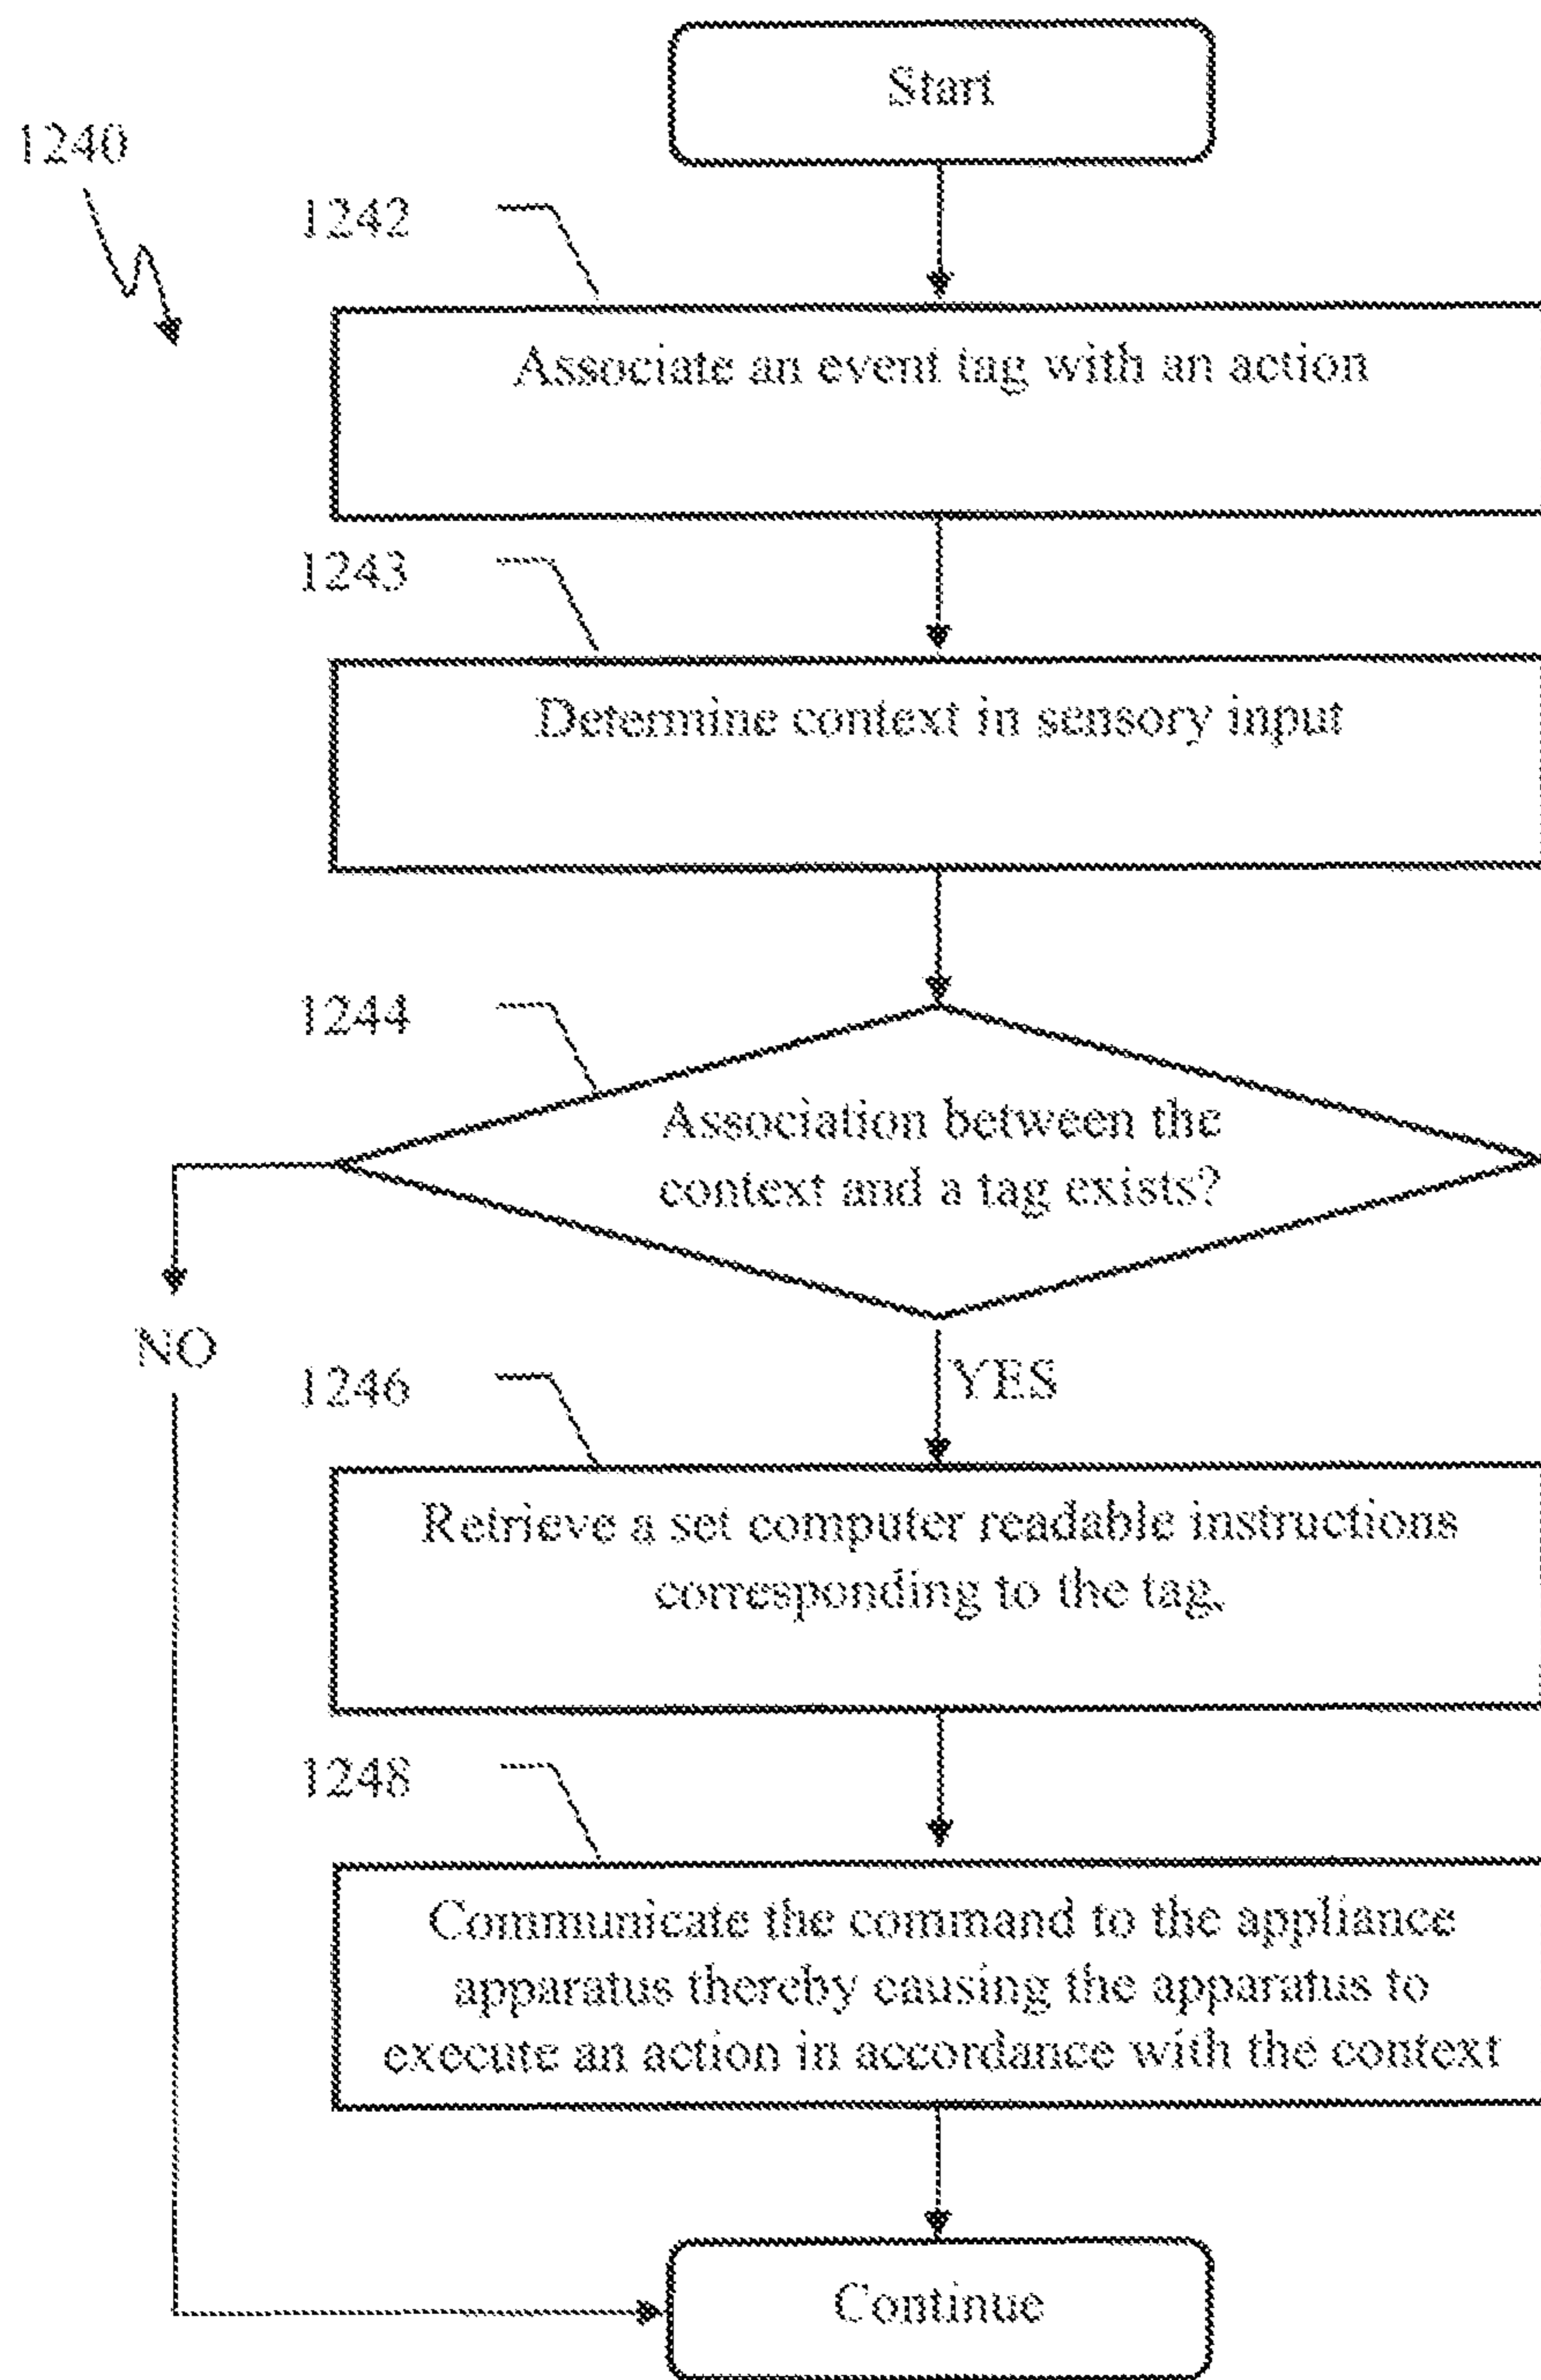 Start
1240
1242
Associate an event tag with an action
1243
Determine context in sensory input
1244
Association between the
context and a tag exists?
NO
YES
1246
Retrieve a set computer readable instructions
corresponding to the tag.
1248
Communicate the command to the appliance
apparatus thereby causing the apparatus to
execute an action in accordance with the context
Continue